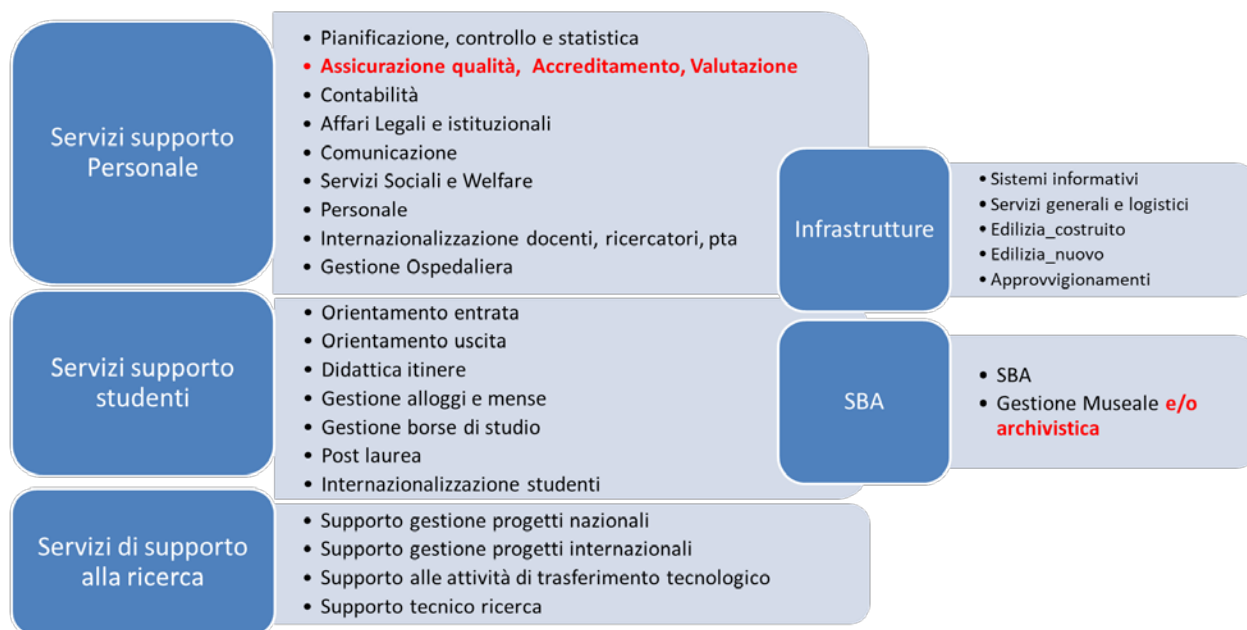 Servizi supporto
Personale
• Pianificazione, controllo e statistica
• Assicurazione qualità, Accreditamento, Valutazione
• Contabilità
• Affari Legali e istituzionali
• Comunicazione
• Servizi Sociali e Welfare
• Personale
• Internazionalizzazione docenti, ricercatori, pta
• Gestione Ospedaliera
Servizi supporto
studenti
• Orientamento entrata
• Orientamento uscita
• Didattica itinere
• Gestione alloggi e mense
• Gestione borse di studio
• Post laurea
• Internazionalizzazione studenti
Servizi di supporto
alla ricerca
• Supporto gestione progetti nazionali
• Supporto gestione progetti internazionali
• Supporto alle attività di trasferimento tecnologico
• Supporto tecnico ricerca
Infrastrutture
• Sistemi informativi
• Servizi generali e logistici
• Edilizia_costruito
• Edilizia_nuovo
• Approvvigionamenti
SBA
• SBA
• Gestione Museale e/o
archivistica